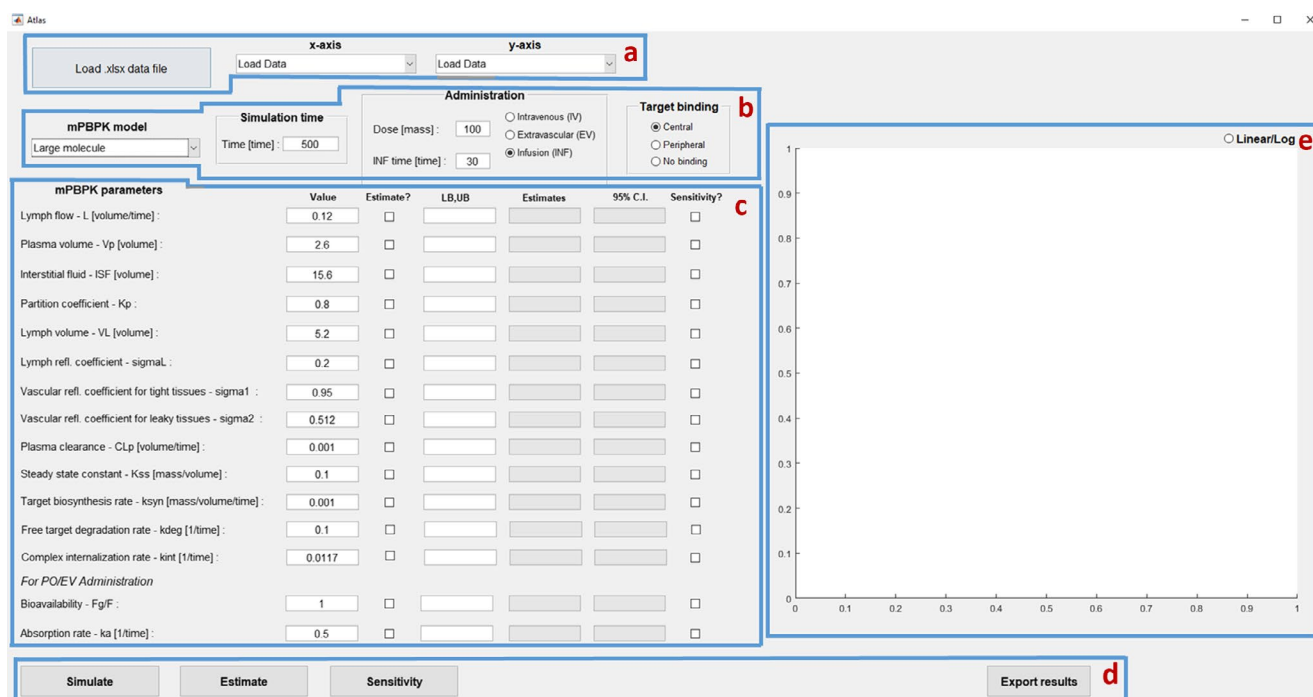 Atlas
x-axis y-axis a
Load .xlsx data file Load Data Load Data
Administration b
mPBPK model Simulation time Target binding
Dose [mass] : 100 Intravenous (IV) Central
Large molecule Time [time] : 500 Extravascular (EV) Peripheral
INF time [time] : 30 Infusion (INF) No binding
Linear/Log e
mPBPK parameters
Value Estimate? LB,UB Estimates 95% C.I. Sensitivity? c
Lymph flow - L [volume/time] : 0.12
Plasma volume - Vp [volume] : 2.6
Interstitial fluid - ISF [volume] : 15.6
Partition coefficient - Kp : 0.8
Lymph volume - VL [volume] : 5.2
Lymph refl. coefficient - sigmaL : 0.2
Vascular refl. coefficient for tight tissues - sigma1 : 0.95
Vascular refl. coefficient for leaky tissues - sigma2 : 0.512
Plasma clearance - CLp [volume/time] : 0.001
Steady state constant - Kss [mass/volume] : 0.1
Target biosynthesis rate - ksyn [mass/volume/time] : 0.001
Free target degradation rate - kdeg [1/time] : 0.1
Complex internalization rate - kint [1/time] : 0.0117
For PO/EV Administration
Bioavailability - Fg/F : 1
Absorption rate - ka [1/time] : 0.5
1
0.9
0.8
0.7
0.6
0.5
0.4
0.3
0.2
0.1
0
0 0.1 0.2 0.3 0.4 0.5 0.6 0.7 0.8 0.9 1
Simulate Estimate Sensitivity Export results d